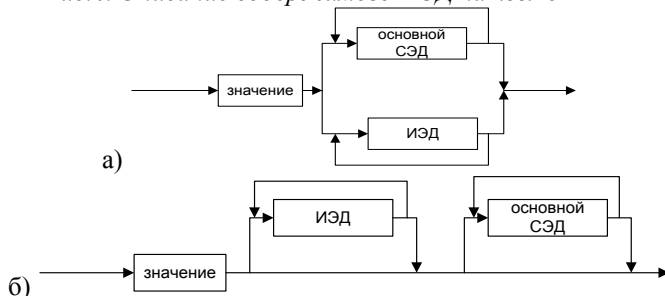 основной
СЭД
значение
ИЭД
а)
ИЭД
основной
СЭД
значение
б)